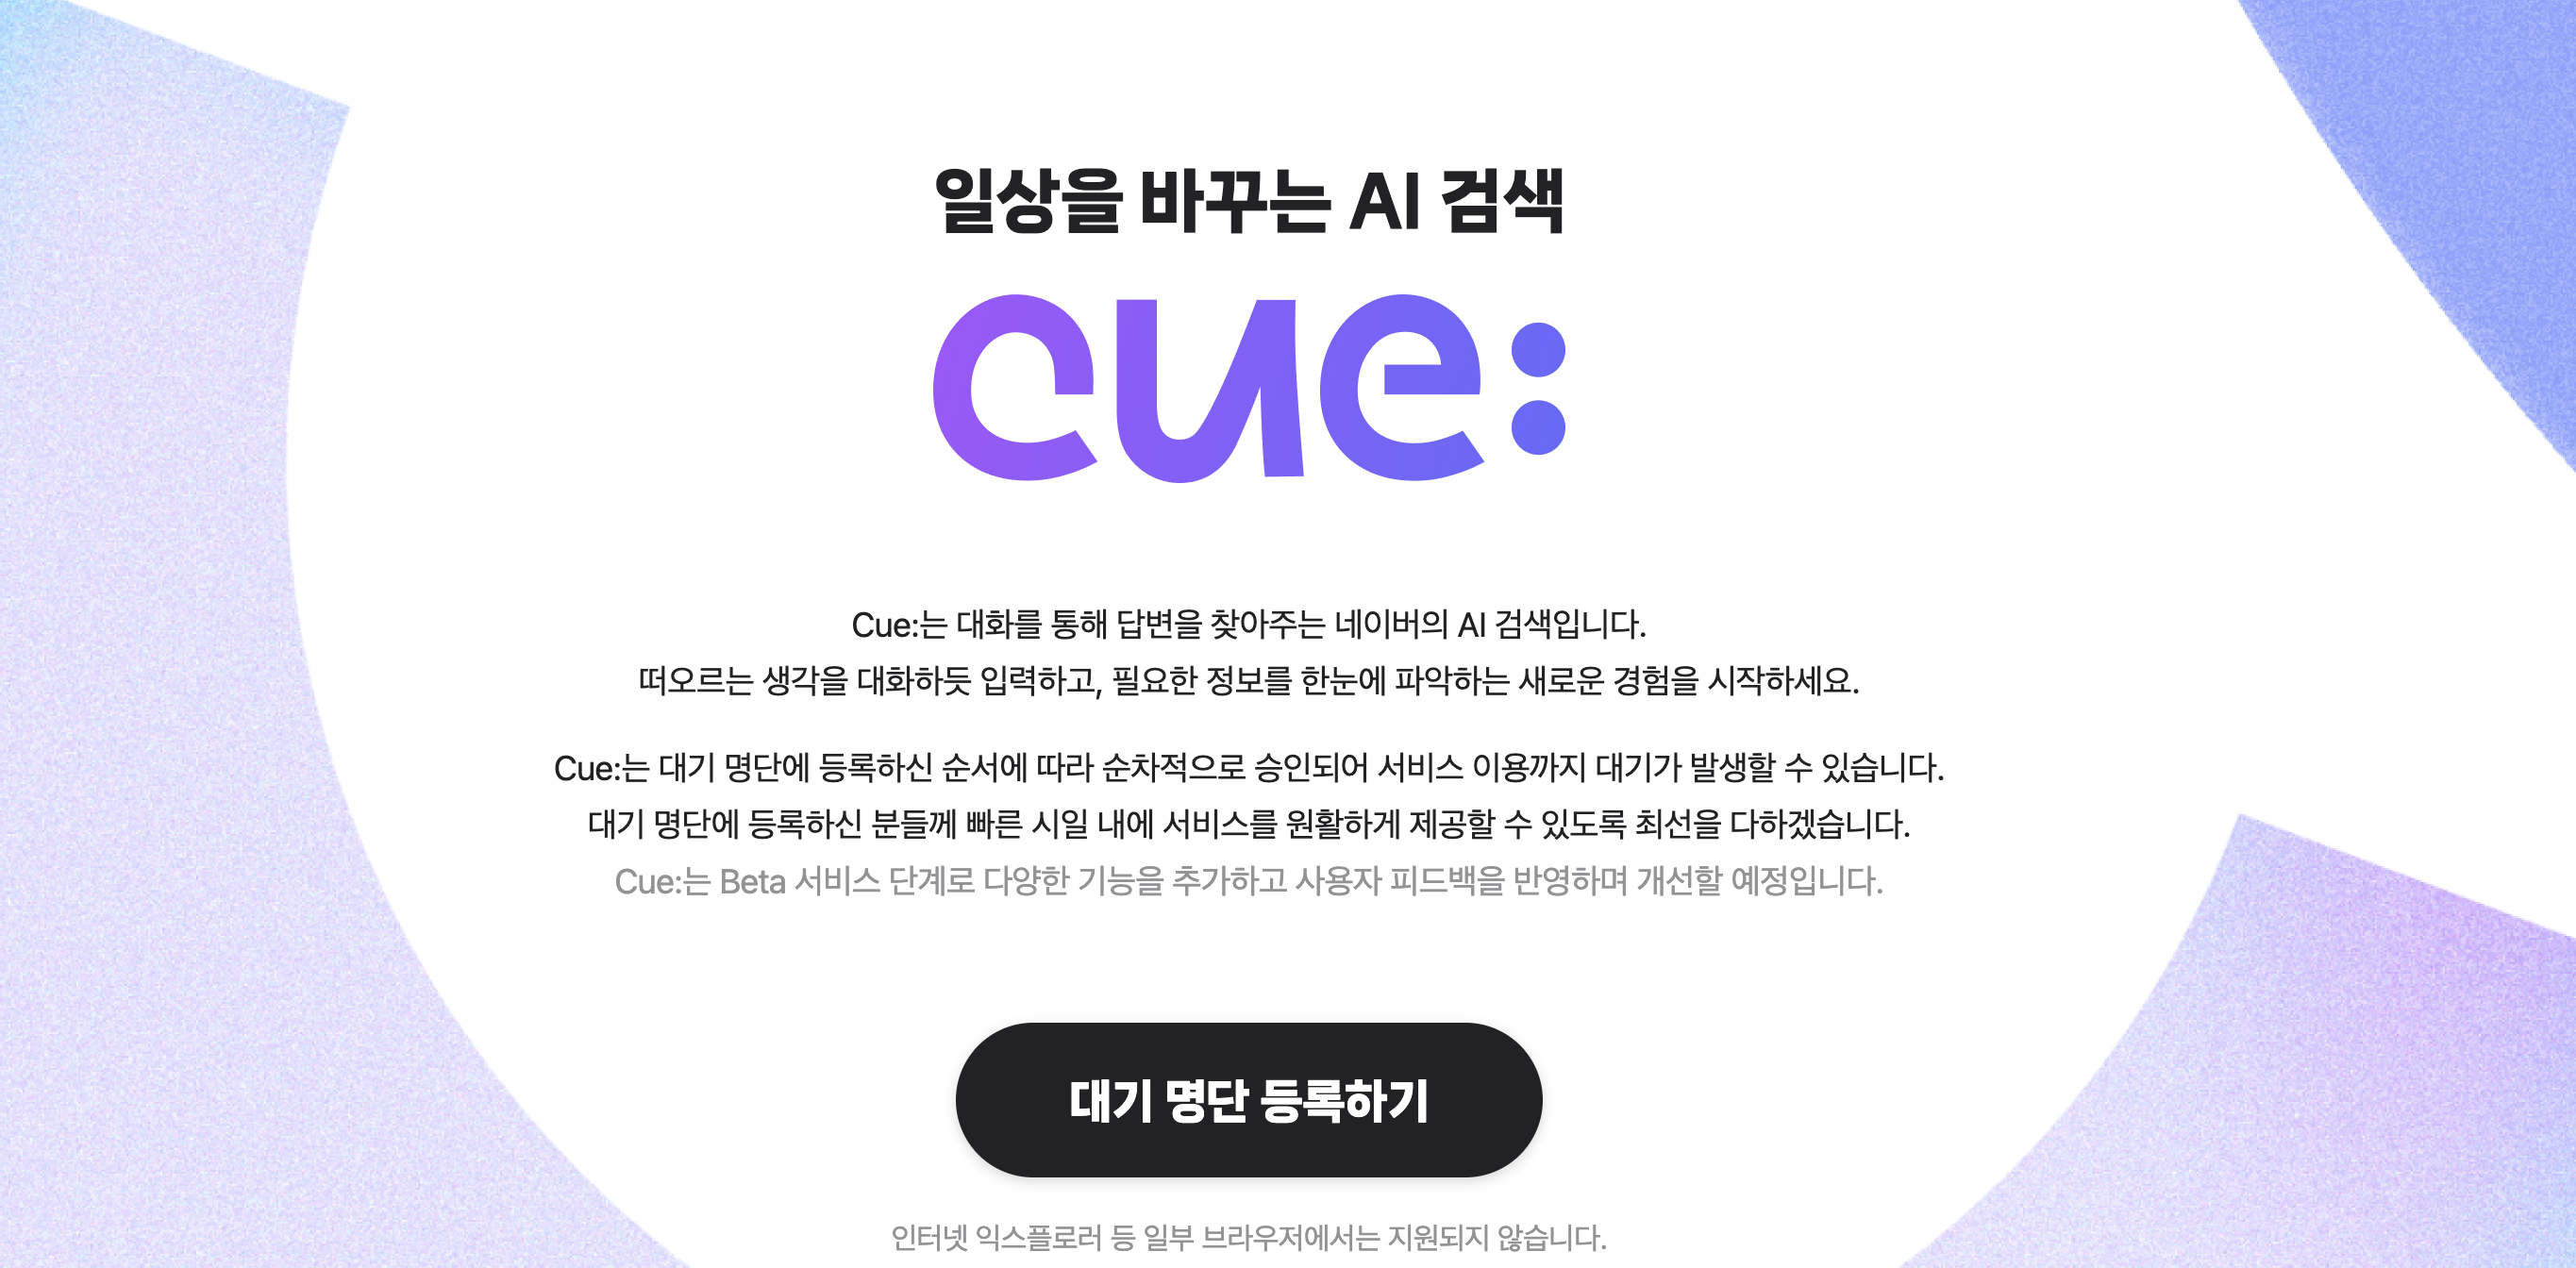 일상을 바꾸는 AI 검색
cue:
Cue:는 대화를 통해 답변을 찾아주는 네이버의 AI 검색입니다.
떠오르는 생각을 대화하듯 입력하고, 필요한 정보를 한눈에 파악하는 새로운 경험을 시작하세요.
Cue:는 대기 명단에 등록하신 순서에 따라 순차적으로 승인되어 서비스 이용까지 대기가 발생할 수 있습니다.
대기 명단에 등록하신 분들께 빠른 시일 내에 서비스를 원활하게 제공할 수 있도록 최선을 다하겠습니다.
Cue:는 Beta 서비스 단계로 다양한 기능을 추가하고 사용자 피드백을 반영하며 개선할 예정입니다.
대기 명단 등록하기
인터넷 익스플로러 등 일부 브라우저에서는 지원되지 않습니다.